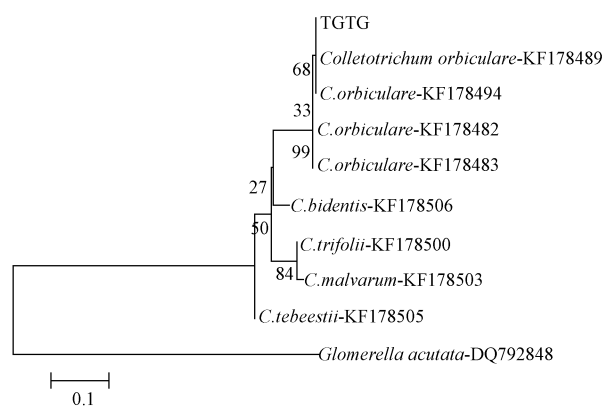 TGTG
Colletotrichum orbiculare-KF178489
68
C.orbiculare-KF178494
33
C.orbiculare-KF178482
99
C.orbiculare-KF178483
27
C.bidentis-KF178506
50
C.trifolii-KF178500
84
C.malvarum-KF178503
C.tebeestii-KF178505
Glomerella acutata-DQ792848
0.1